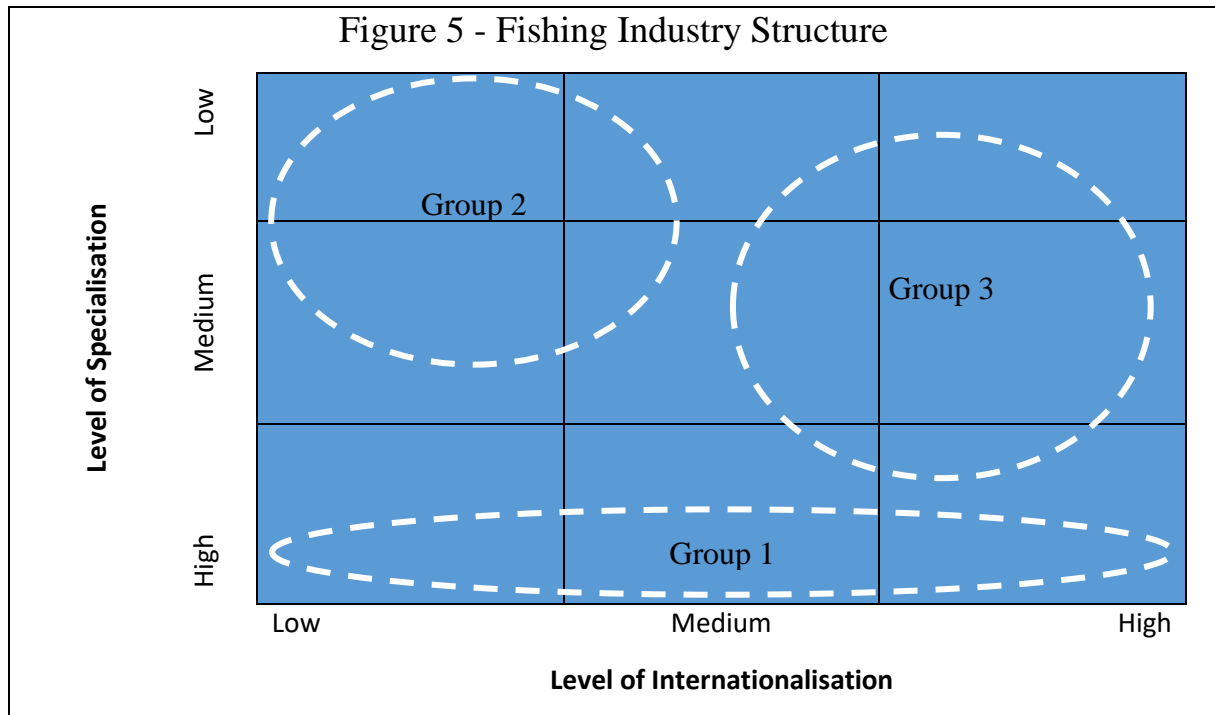 Figure 5 - Fishing Industry Structure
Level of Specialisation
Low
Medium
High
Group 2
Group 3
Group 1
Low
Medium
High
Level of Internationalisation